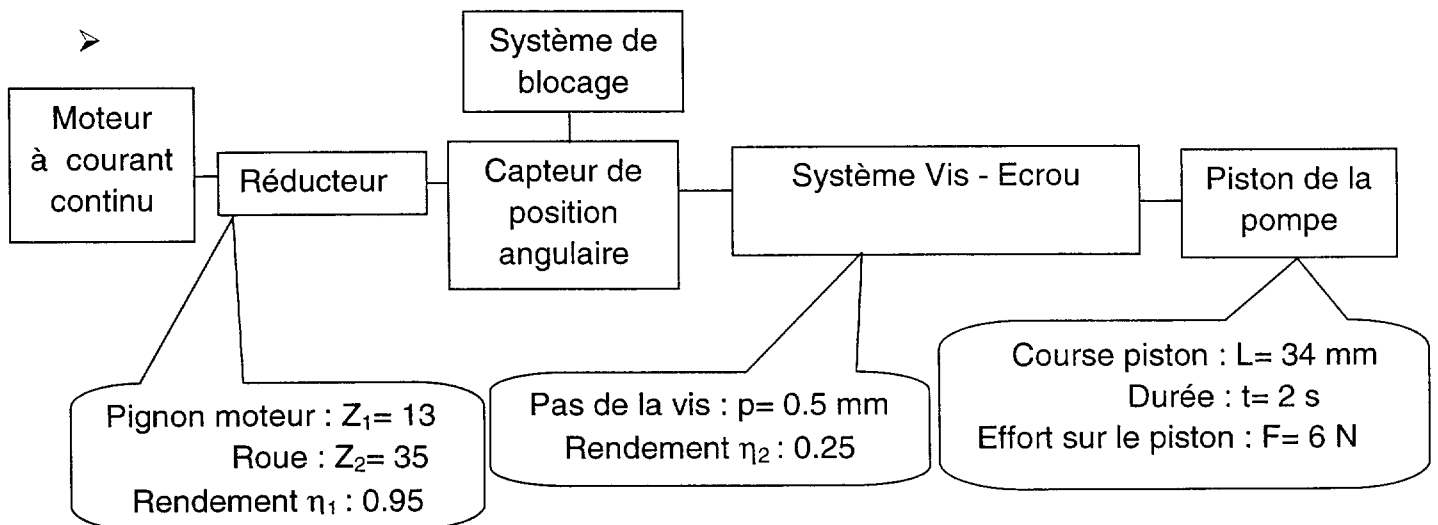 ➢
Système de
blocage
Moteur
à courant
continu
Réducteur
Capteur de
position
angulaire
Système Vis - Ecrou
Piston de la
pompe
Pignon moteur : Z₁= 13
Roue : Z₂= 35
Rendement η₁ : 0.95
Pas de la vis : p= 0.5 mm
Rendement η₂ : 0.25
Course piston : L= 34 mm
Durée : t= 2 s
Effort sur le piston : F= 6 N